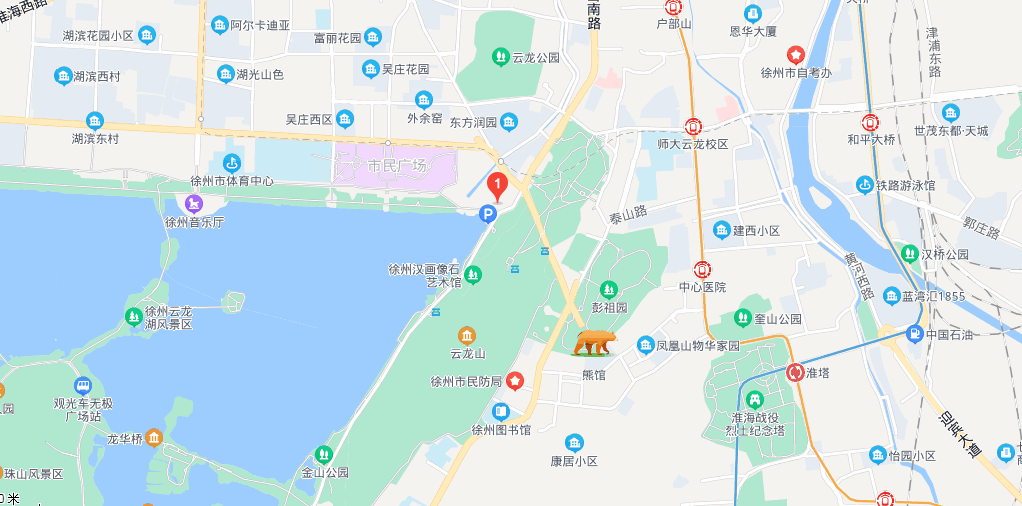 淮海西路
湖滨花园小区
阿尔卡迪亚
富丽花园
南路
户部山
恩华大厦
津浦东路
徐州市自考办
云龙公园
吴庄花园
湖光山色
湖滨西村
外余窑
吴庄西区
东方润园
湖滨东村
师大云龙校区
和平大桥
世茂东都·天城
市民广场
徐州市体育中心
1
P
铁路游泳馆
徐州音乐厅
泰山路
建西小区
郭庄路
汉桥公园
黄河西路
徐州汉画像石
艺术馆
中心医院
蓝湾汇1855
彭祖园
徐州云龙
湖风景区
奎山公园
中国石油
云龙山
凤凰山物华家园
熊馆
淮塔
徐州市民防局
观光车无极
广场站
公园
淮海战役
烈士纪念塔
徐州图书馆
迎宾大道
龙华桥
康居小区
怡园小区
金山公园
珠山风景区
0 米